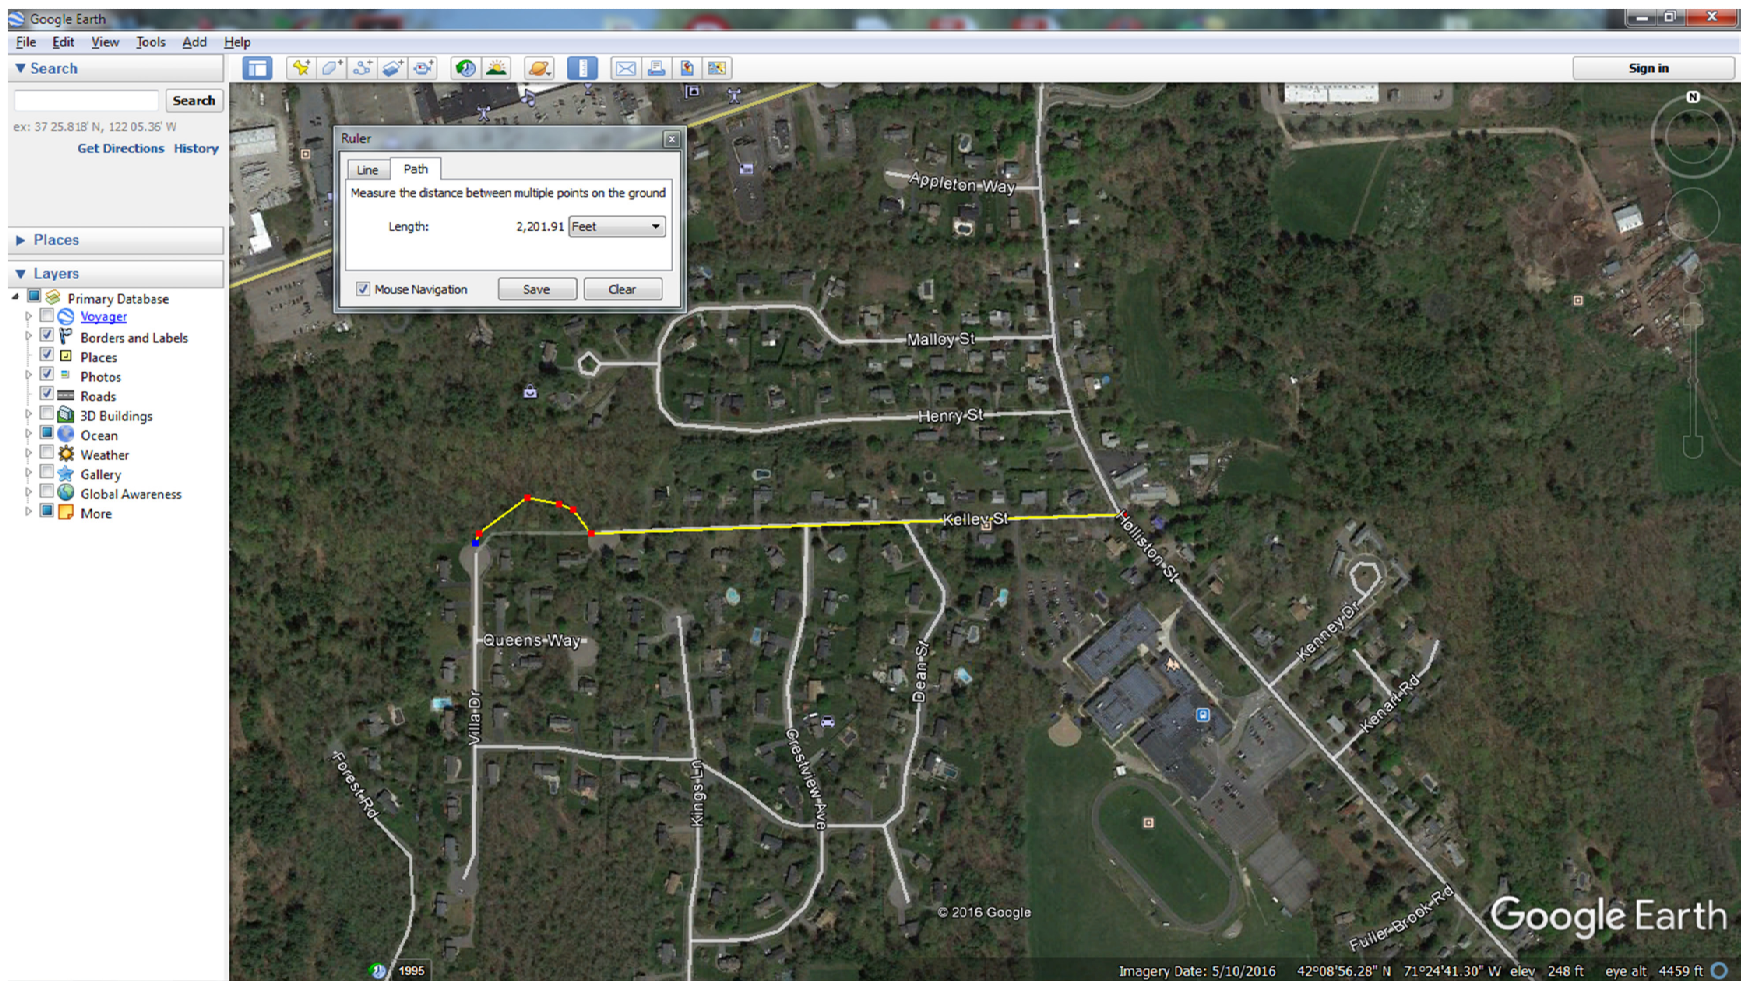 Google Earth
File Edit View Tools Add Help
Search
Sign in
Search
ex: 37 25.818' N, 122 05.36' W
Get Directions History
Ruler
Line Path
Measure the distance between multiple points on the ground
Length: 2,201.91 Feet
Mouse Navigation Save Clear
Places
Layers
Primary Database
Voyager
Borders and Labels
Places
Photos
Roads
3D Buildings
Ocean
Weather
Gallery
Global Awareness
More
N
Appleton Way
Malloy St
Henry St
Kelley St
Holliston St
Queens Way
Kenney Dr
Dean St
Villa Dr
Kenart Rd
Forest Rd
Kings Ln
Crestview Ave
Fuller Brook Rd
© 2016 Google
Google Earth
1995
Imagery Date: 5/10/2016 42°08'56.28" N 71°24'41.30" W elev 248 ft eye alt 4459 ft